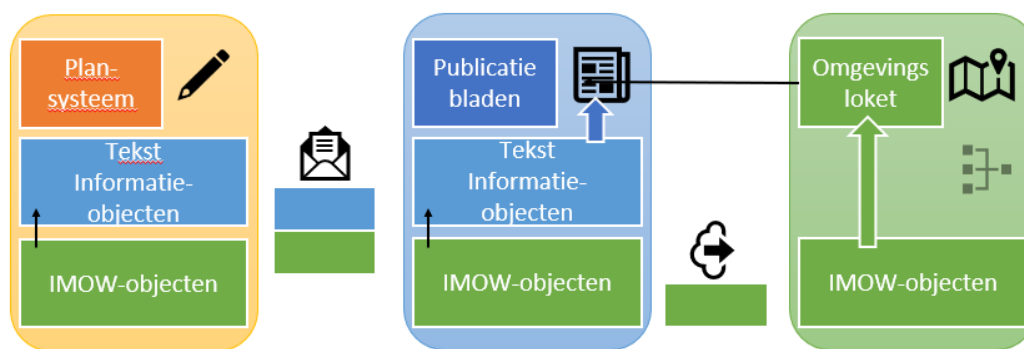 Plan-
systeem
Tekst
Informatie-
objecten
IMOW-objecten
Publicatie
bladen
Tekst
Informatie-
objecten
IMOW-objecten
Omgevings
loket
IMOW-objecten